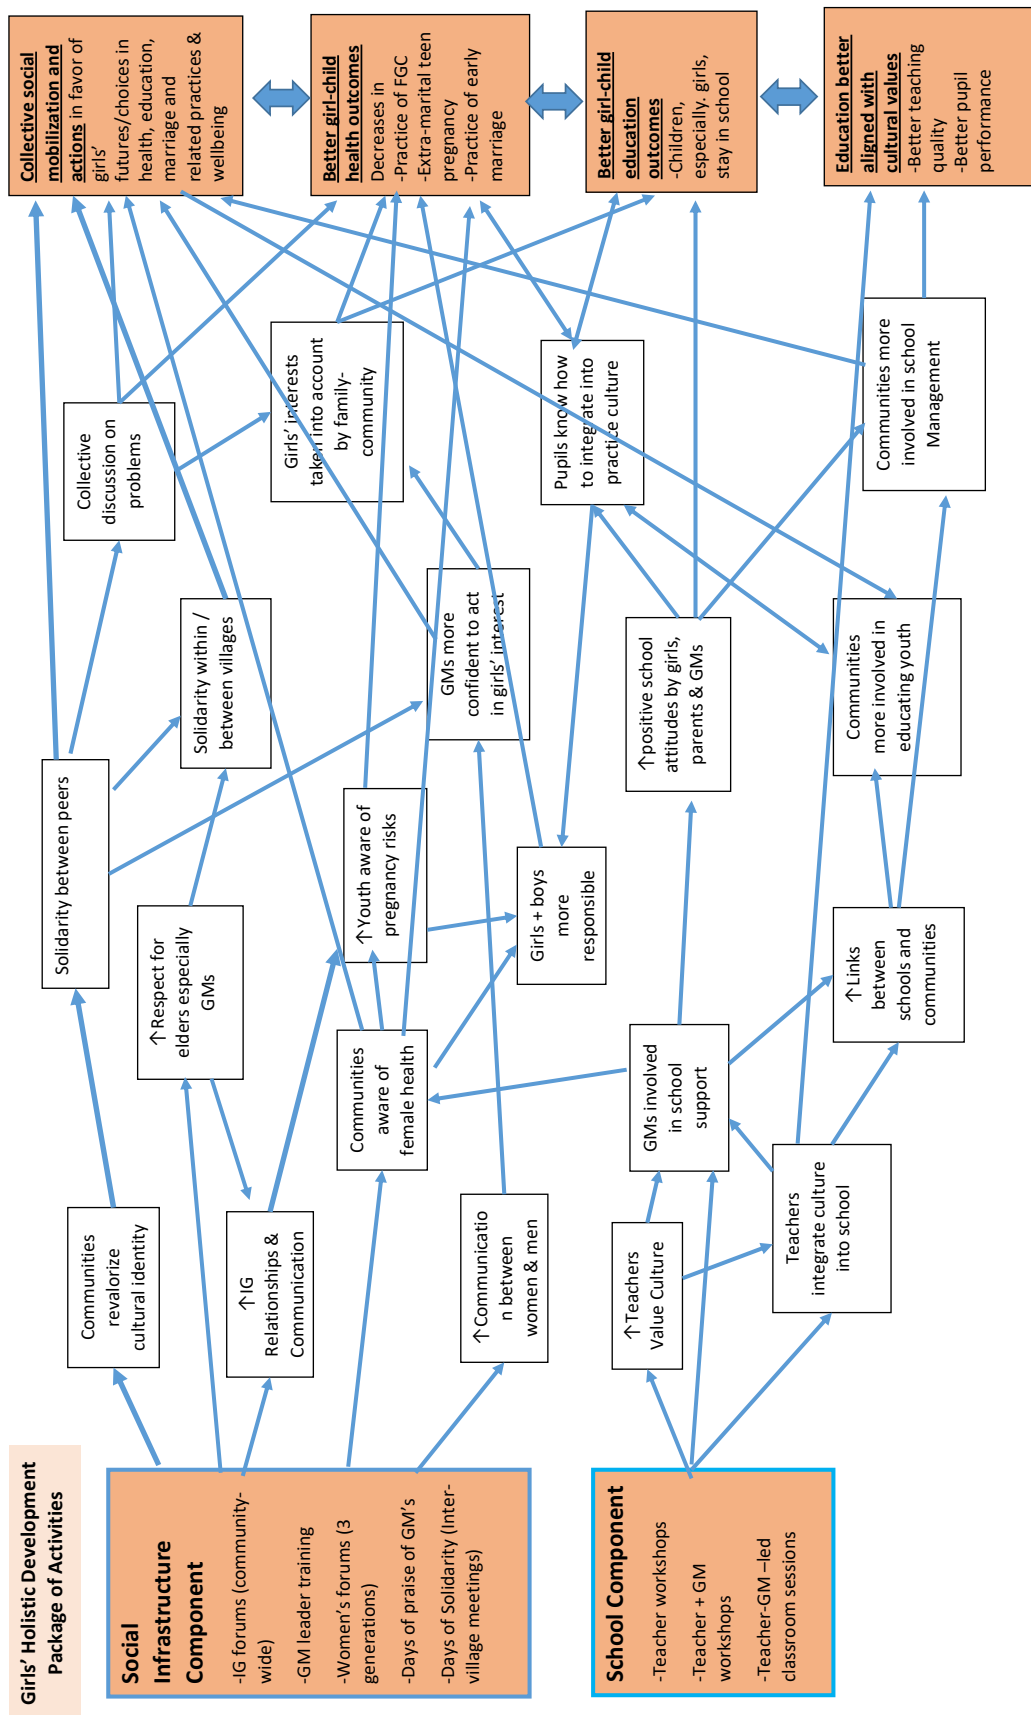 Girls’ Holistic Development
Package of Activities
Social
Infrastructure
Component
-IG forums (community-
wide)
-GM leader training
-Women’s forums (3
generations)
-Days of praise of GM’s
-Days of Solidarity (Inter-
village meetings)
School Component
-Teacher workshops
-Teacher + GM
workshops
-Teacher-GM –led
classroom sessions
Communities
revalorize
cultural identity
↑IG
Relationships &
Communication
↑Communicatio
n between
women & men
↑Teachers
Value Culture
Teachers
integrate culture
into school
↑Respect for
elders especially
GMs
Communities
aware of
female health
GMs involved
in school
support
Solidarity between peers
↑Youth aware of
pregnancy risks
Girls + boys
more
responsible
↑Links
between
schools and
communities
Solidarity within /
between villages
GMs more
confident to act
in girls’ interest
↑positive school
attitudes by girls,
parents & GMs
Communities
more involved in
educating youth
Collective
discussion on
problems
Girls’ interests
taken into account
by family-
community
Pupils know how
to integrate into
practice culture
Communities more
involved in school
Management
Collective social
mobilization and
actions in favor of
girls’
futures/choices in
health, education,
marriage and
related practices &
wellbeing
Better girl-child
health outcomes
Decreases in
-Practice of FGC
-Extra-marital teen
pregnancy
-Practice of early
marriage
Better girl-child
education
outcomes
-Children,
especially. girls,
stay in school
Education better
aligned with
cultural values
-Better teaching
quality
-Better pupil
performance